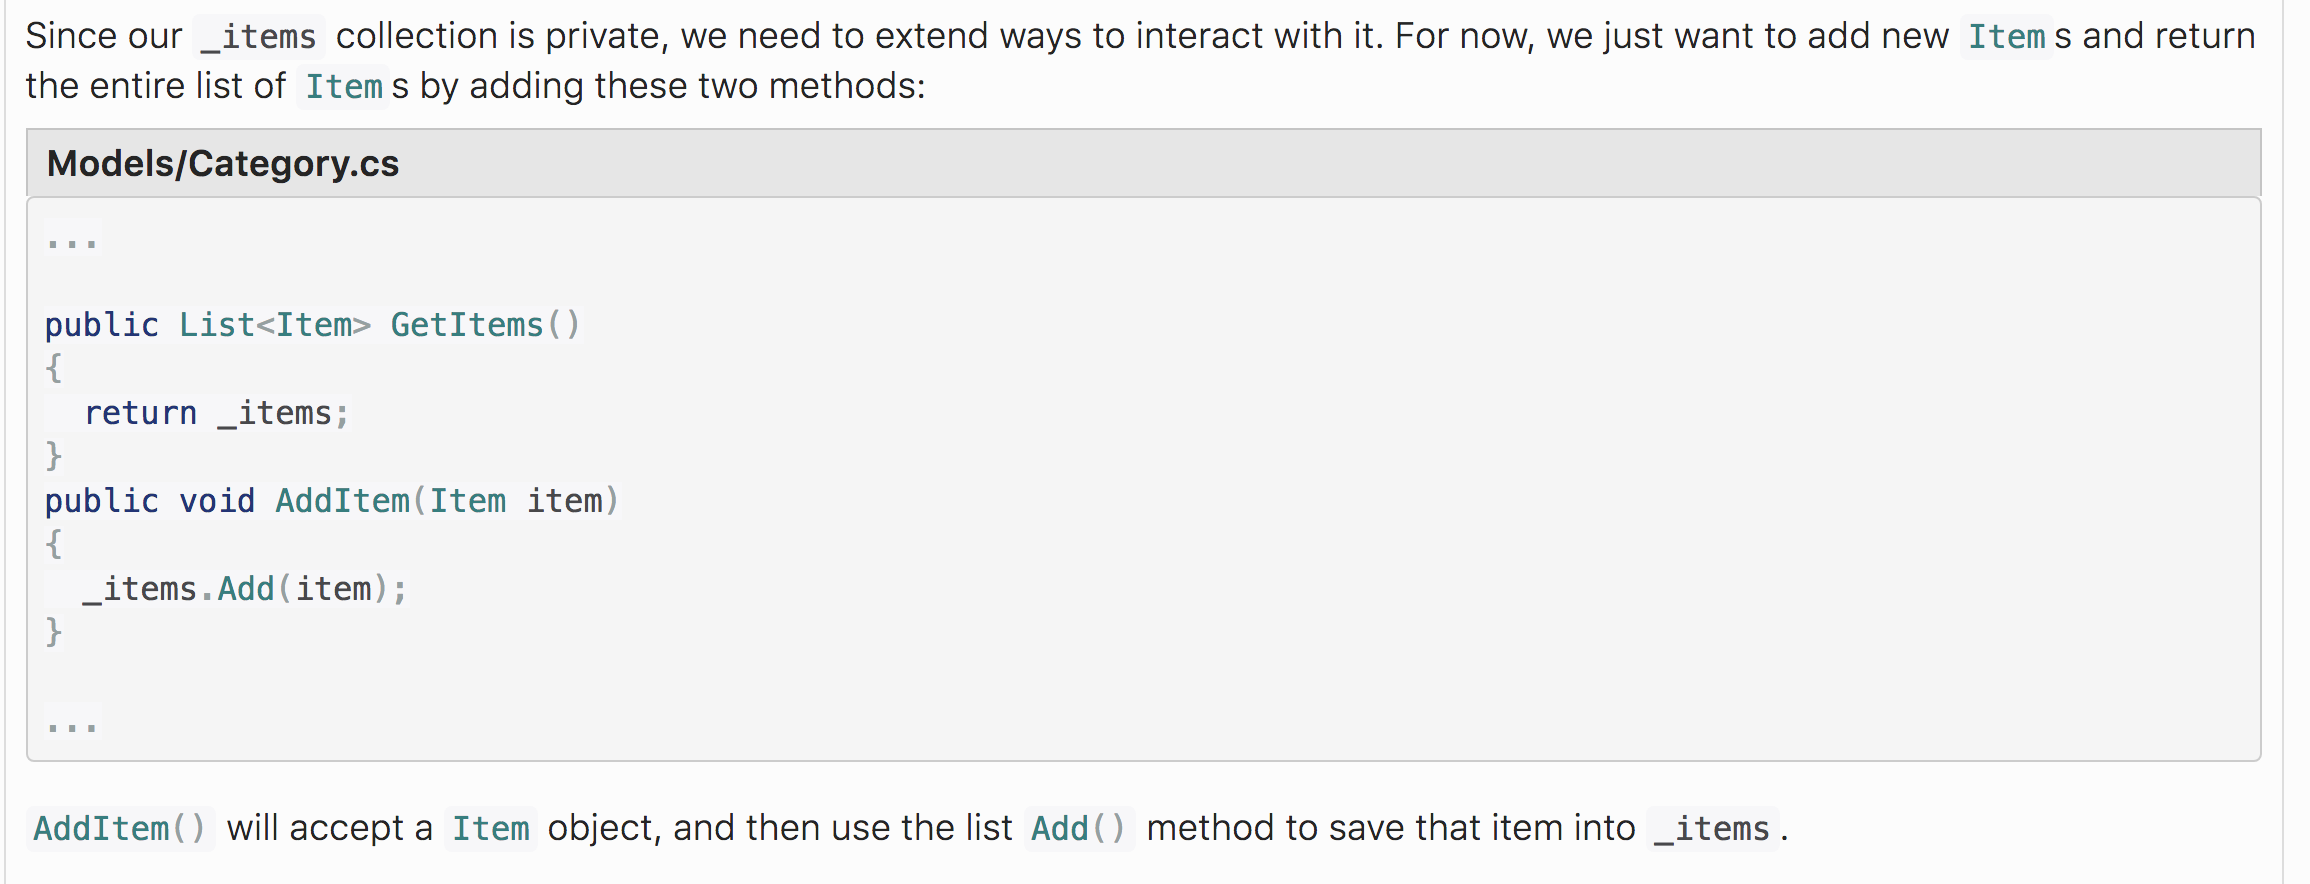 Since our _items collection is private, we need to extend ways to interact with it. For now, we just want to add new Item s and return
the entire list of Item s by adding these two methods:
Models/Category.cs
...
public List<Item> GetItems()
{
  return _items;
}
public void AddItem(Item item)
{
  _items.Add(item);
}
...
AddItem() will accept a Item object, and then use the list Add() method to save that item into _items .